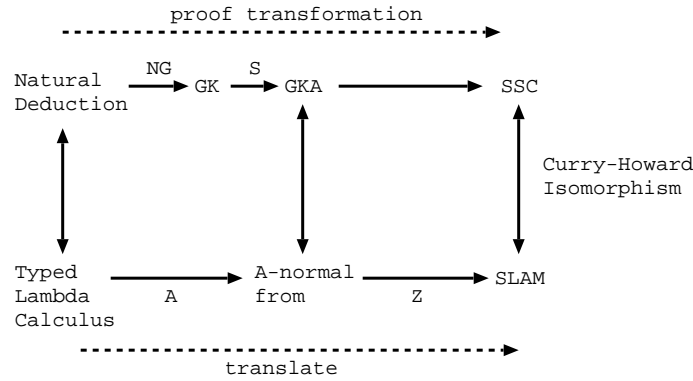 proof transformation
NG
S
Natural
Deduction
GK
GKA
SSC
Curry-Howard
Isomorphism
Typed
Lambda
Calculus
A
A-normal
from
Z
SLAM
translate